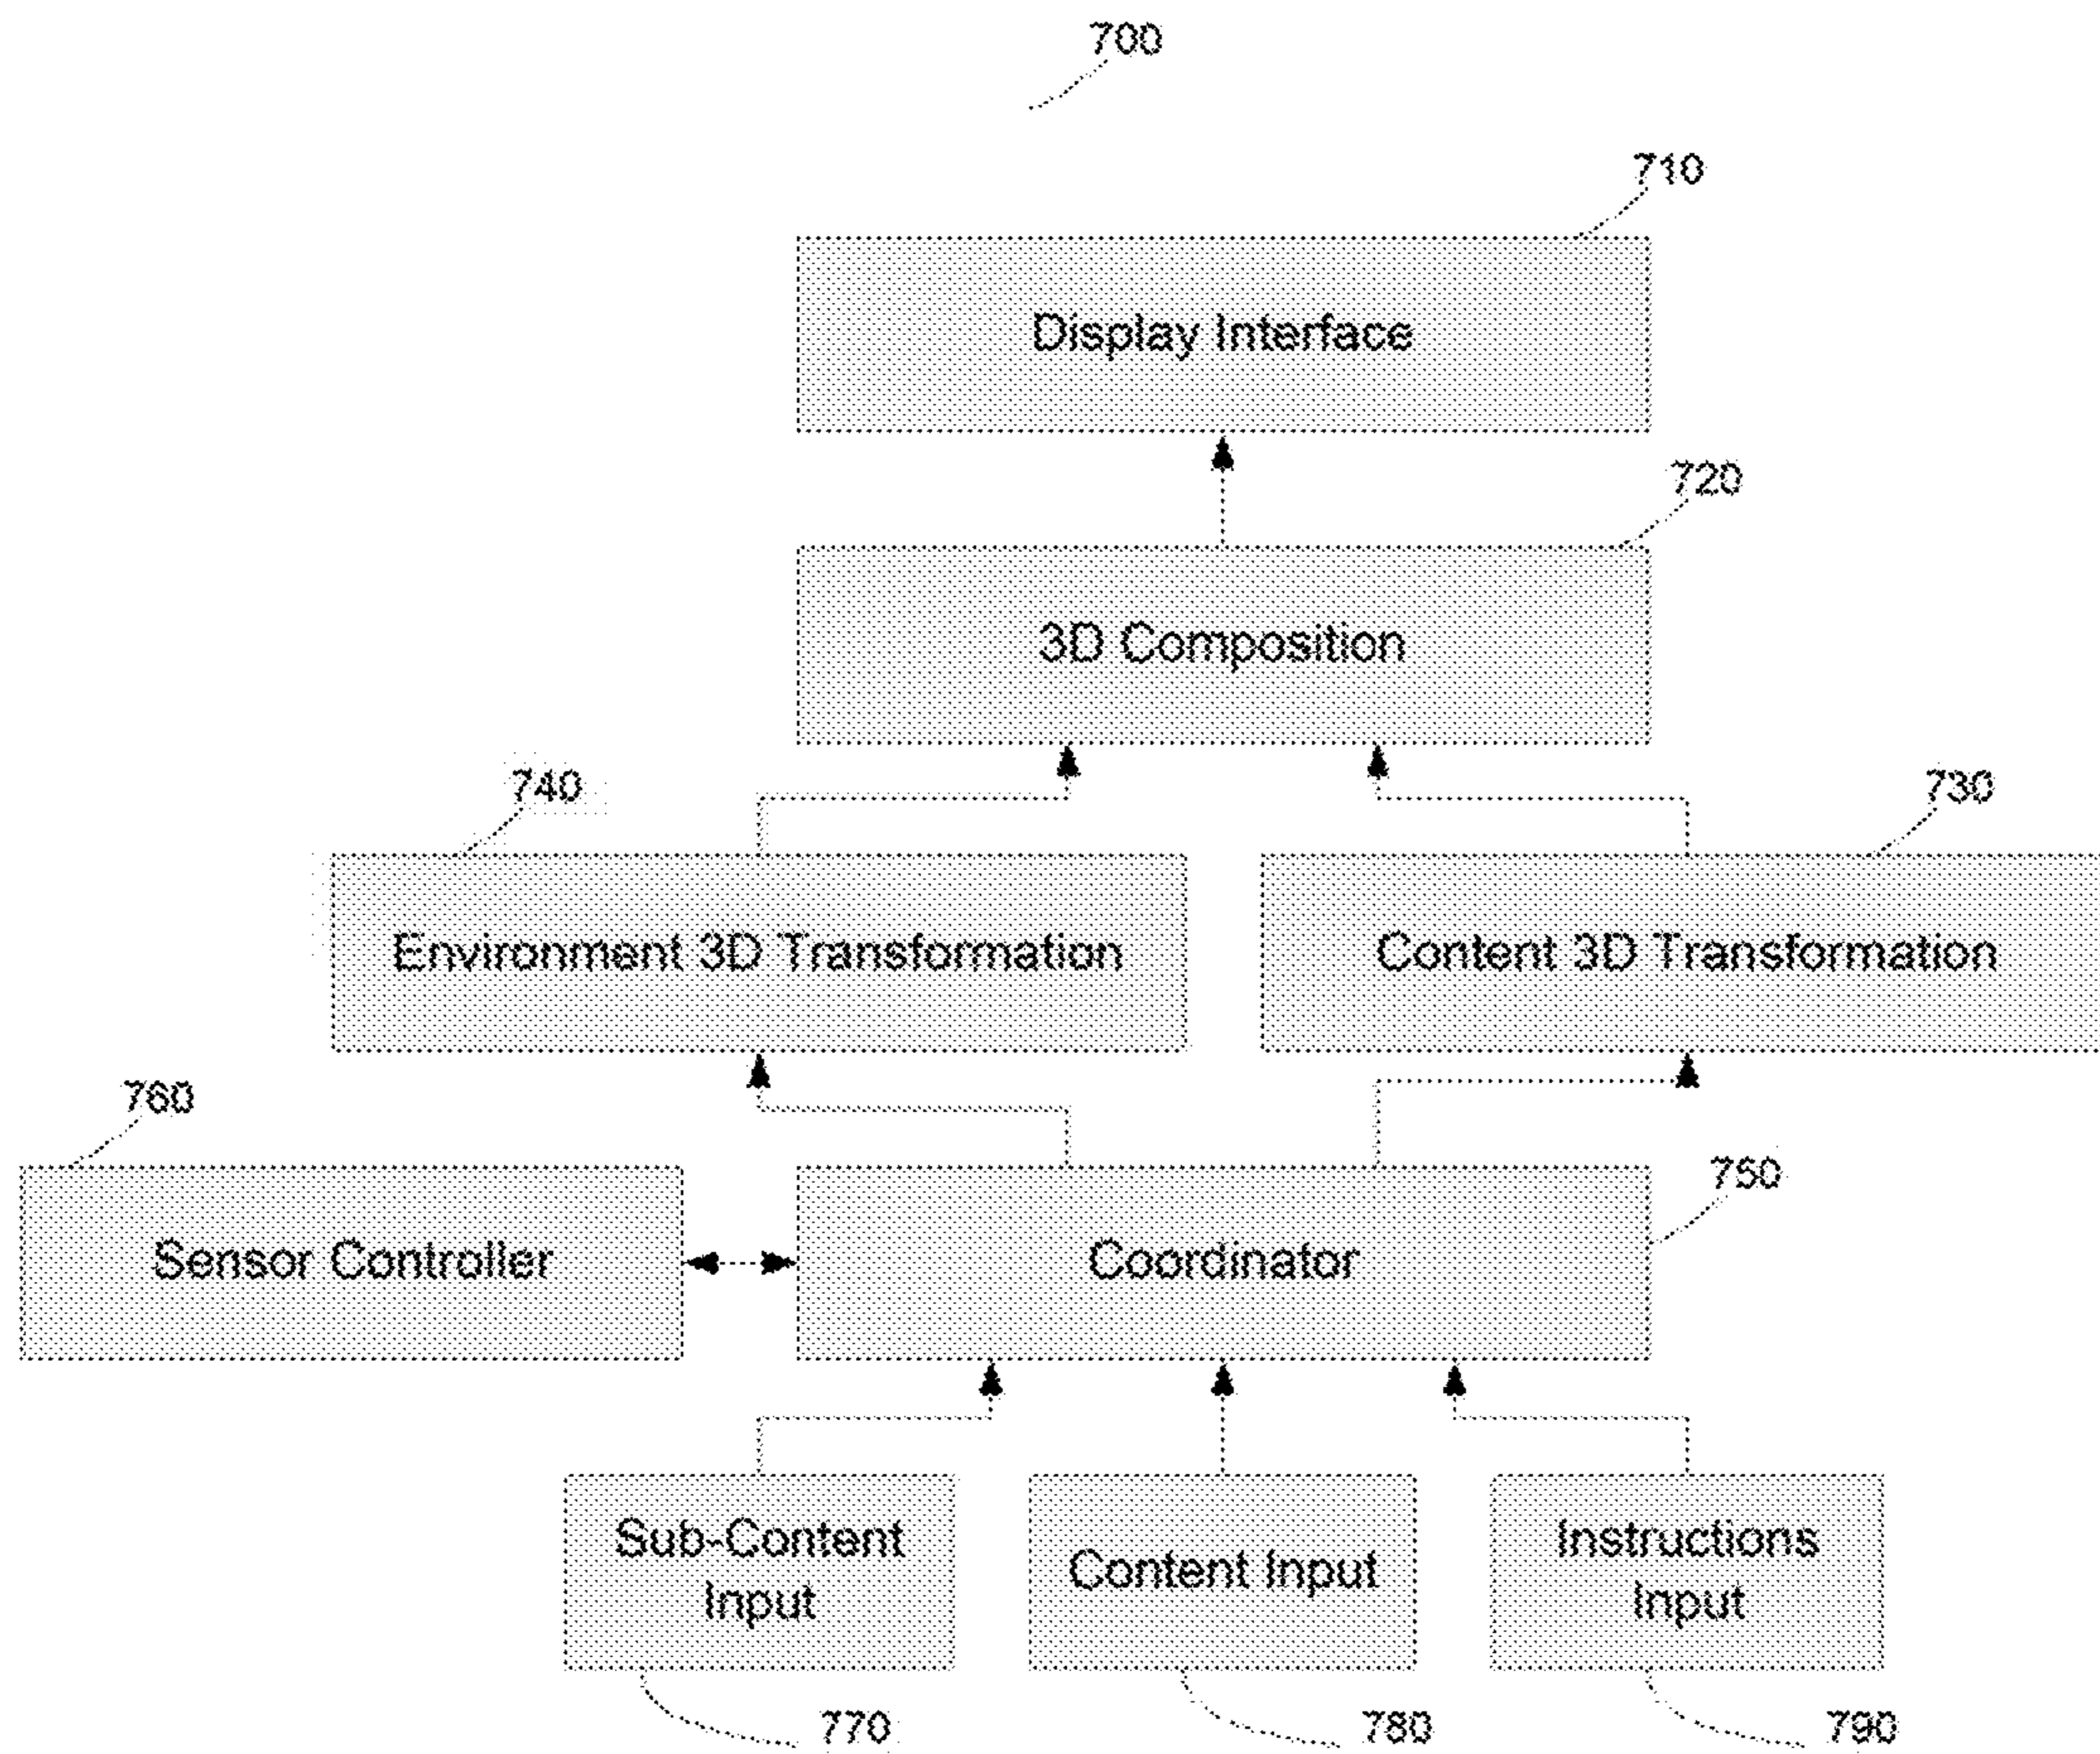 700
710
Display Interface
720
3D Composition
740
730
Environment 3D Transformation
Content 3D Transformation
760
750
Sensor Controller
Coordinator
Sub-Content
Input
Content Input
Instructions
Input
770
780
790